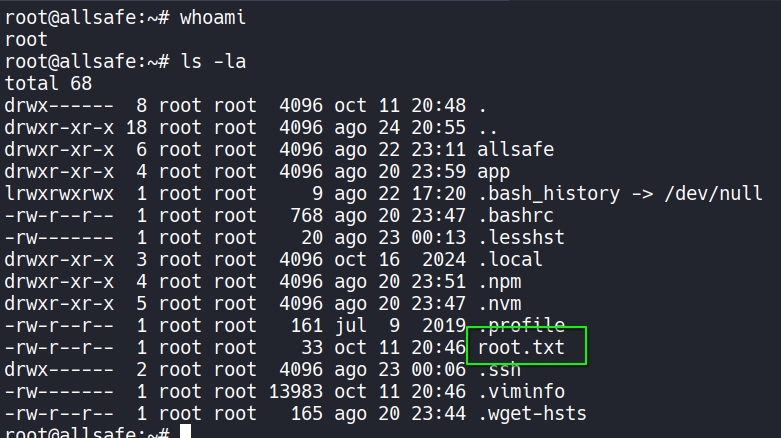 root@allsafe:~# whoami
root
root@allsafe:~# ls -la
total 68
drwx------  8 root root  4096 oct 11 20:48 .
drwxr-xr-x 18 root root  4096 ago 24 20:55 ..
drwxr-xr-x  6 root root  4096 ago 22 23:11 allsafe
drwxr-xr-x  4 root root  4096 ago 20 23:59 app
lrwxrwxrwx  1 root root     9 ago 22 17:20 .bash_history -> /dev/null
-rw-r--r--  1 root root   768 ago 20 23:47 .bashrc
-rw-------  1 root root    20 ago 23 00:13 .lesshst
drwxr-xr-x  3 root root  4096 oct 16  2024 .local
drwxr-xr-x  4 root root  4096 ago 20 23:51 .npm
drwxr-xr-x  5 root root  4096 ago 20 23:47 .nvm
-rw-r--r--  1 root root   161 jul  9  2019 .profile
-rw-r--r--  1 root root    33 oct 11 20:46 root.txt
drwx------  2 root root  4096 ago 23 00:06 .ssh
-rw-------  1 root root 13983 oct 11 20:46 .viminfo
-rw-r--r--  1 root root   165 ago 20 23:44 .wget-hsts
root@allsafe:~#